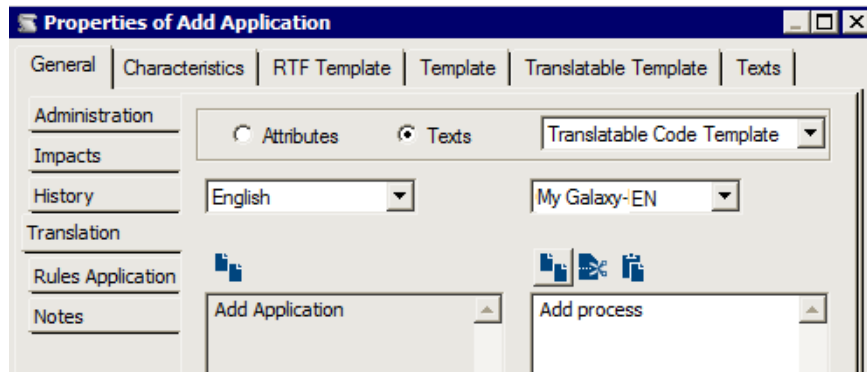 Properties of Add Application
General Characteristics RTF Template Template Translatable Template Texts
Administration
Attributes Texts Translatable Code Template
Impacts
History
English My Galaxy-EN
Translation
Rules Application
Notes
Add Application Add process